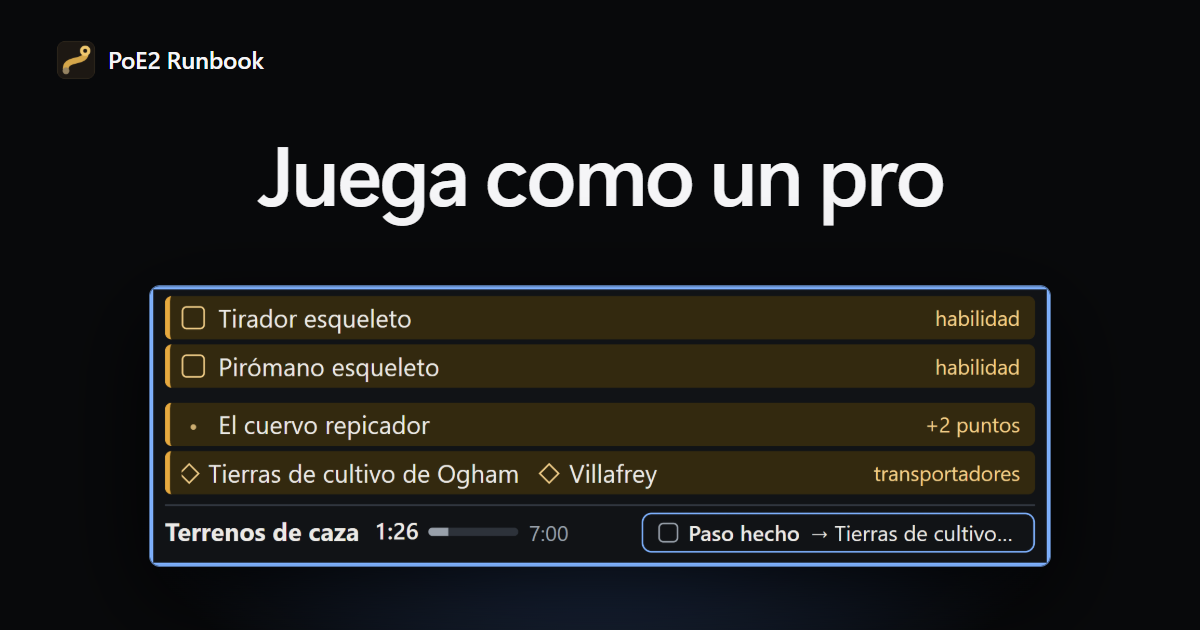 PoE2 Runbook
Juega como un pro
Tirador esqueleto habilidad
Pirómano esqueleto habilidad
• El cuervo repicador +2 puntos
◇ Tierras de cultivo de Ogham ◇ Villafrey transportadores
Terrenos de caza 1:26 7:00 Paso hecho → Tierras de cultivo...